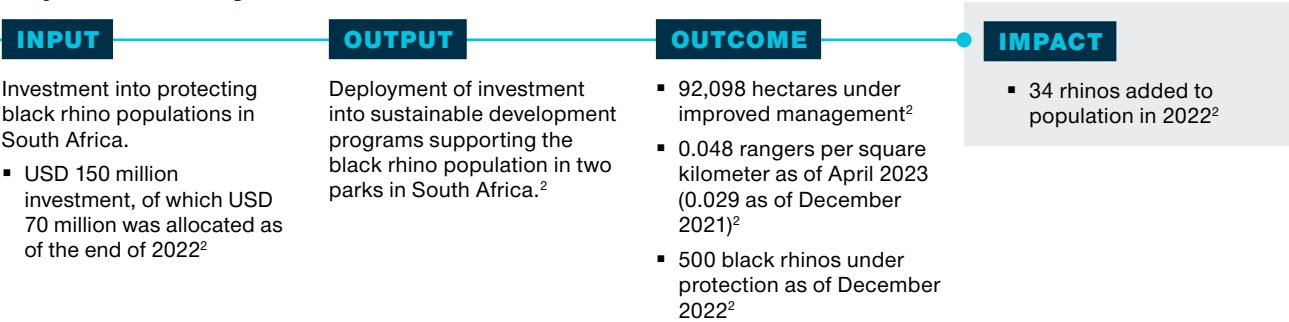 INPUT
Investment into protecting
black rhino populations in
South Africa.
▪ USD 150 million
investment, of which USD
70 million was allocated as
of the end of 2022²
OUTPUT
Deployment of investment
into sustainable development
programs supporting the
black rhino population in two
parks in South Africa.²
OUTCOME
▪ 92,098 hectares under
improved management²
▪ 0.048 rangers per square
kilometer as of April 2023
(0.029 as of December
2021)²
▪ 500 black rhinos under
protection as of December
2022²
IMPACT
▪ 34 rhinos added to
population in 2022²